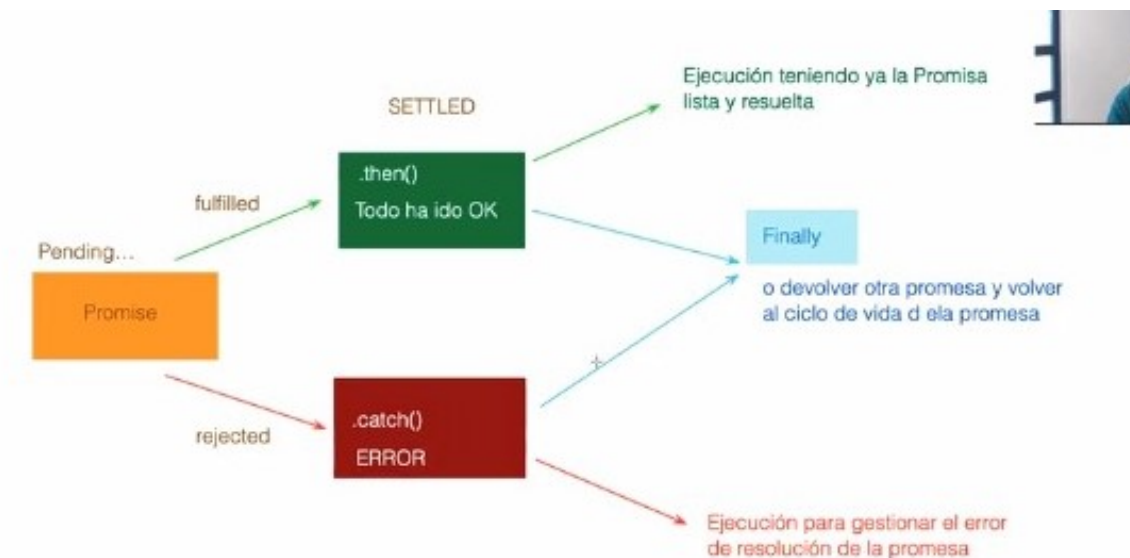 Ejecución teniendo ya la Promisa
lista y resuelta
SETTLED
.then()
Todo ha ido OK
fulfilled
Finally
Pending...
o devolver otra promesa y volver
al ciclo de vida d ela promesa
Promise
.catch()
ERROR
rejected
Ejecución para gestionar el error
de resolución de la promesa